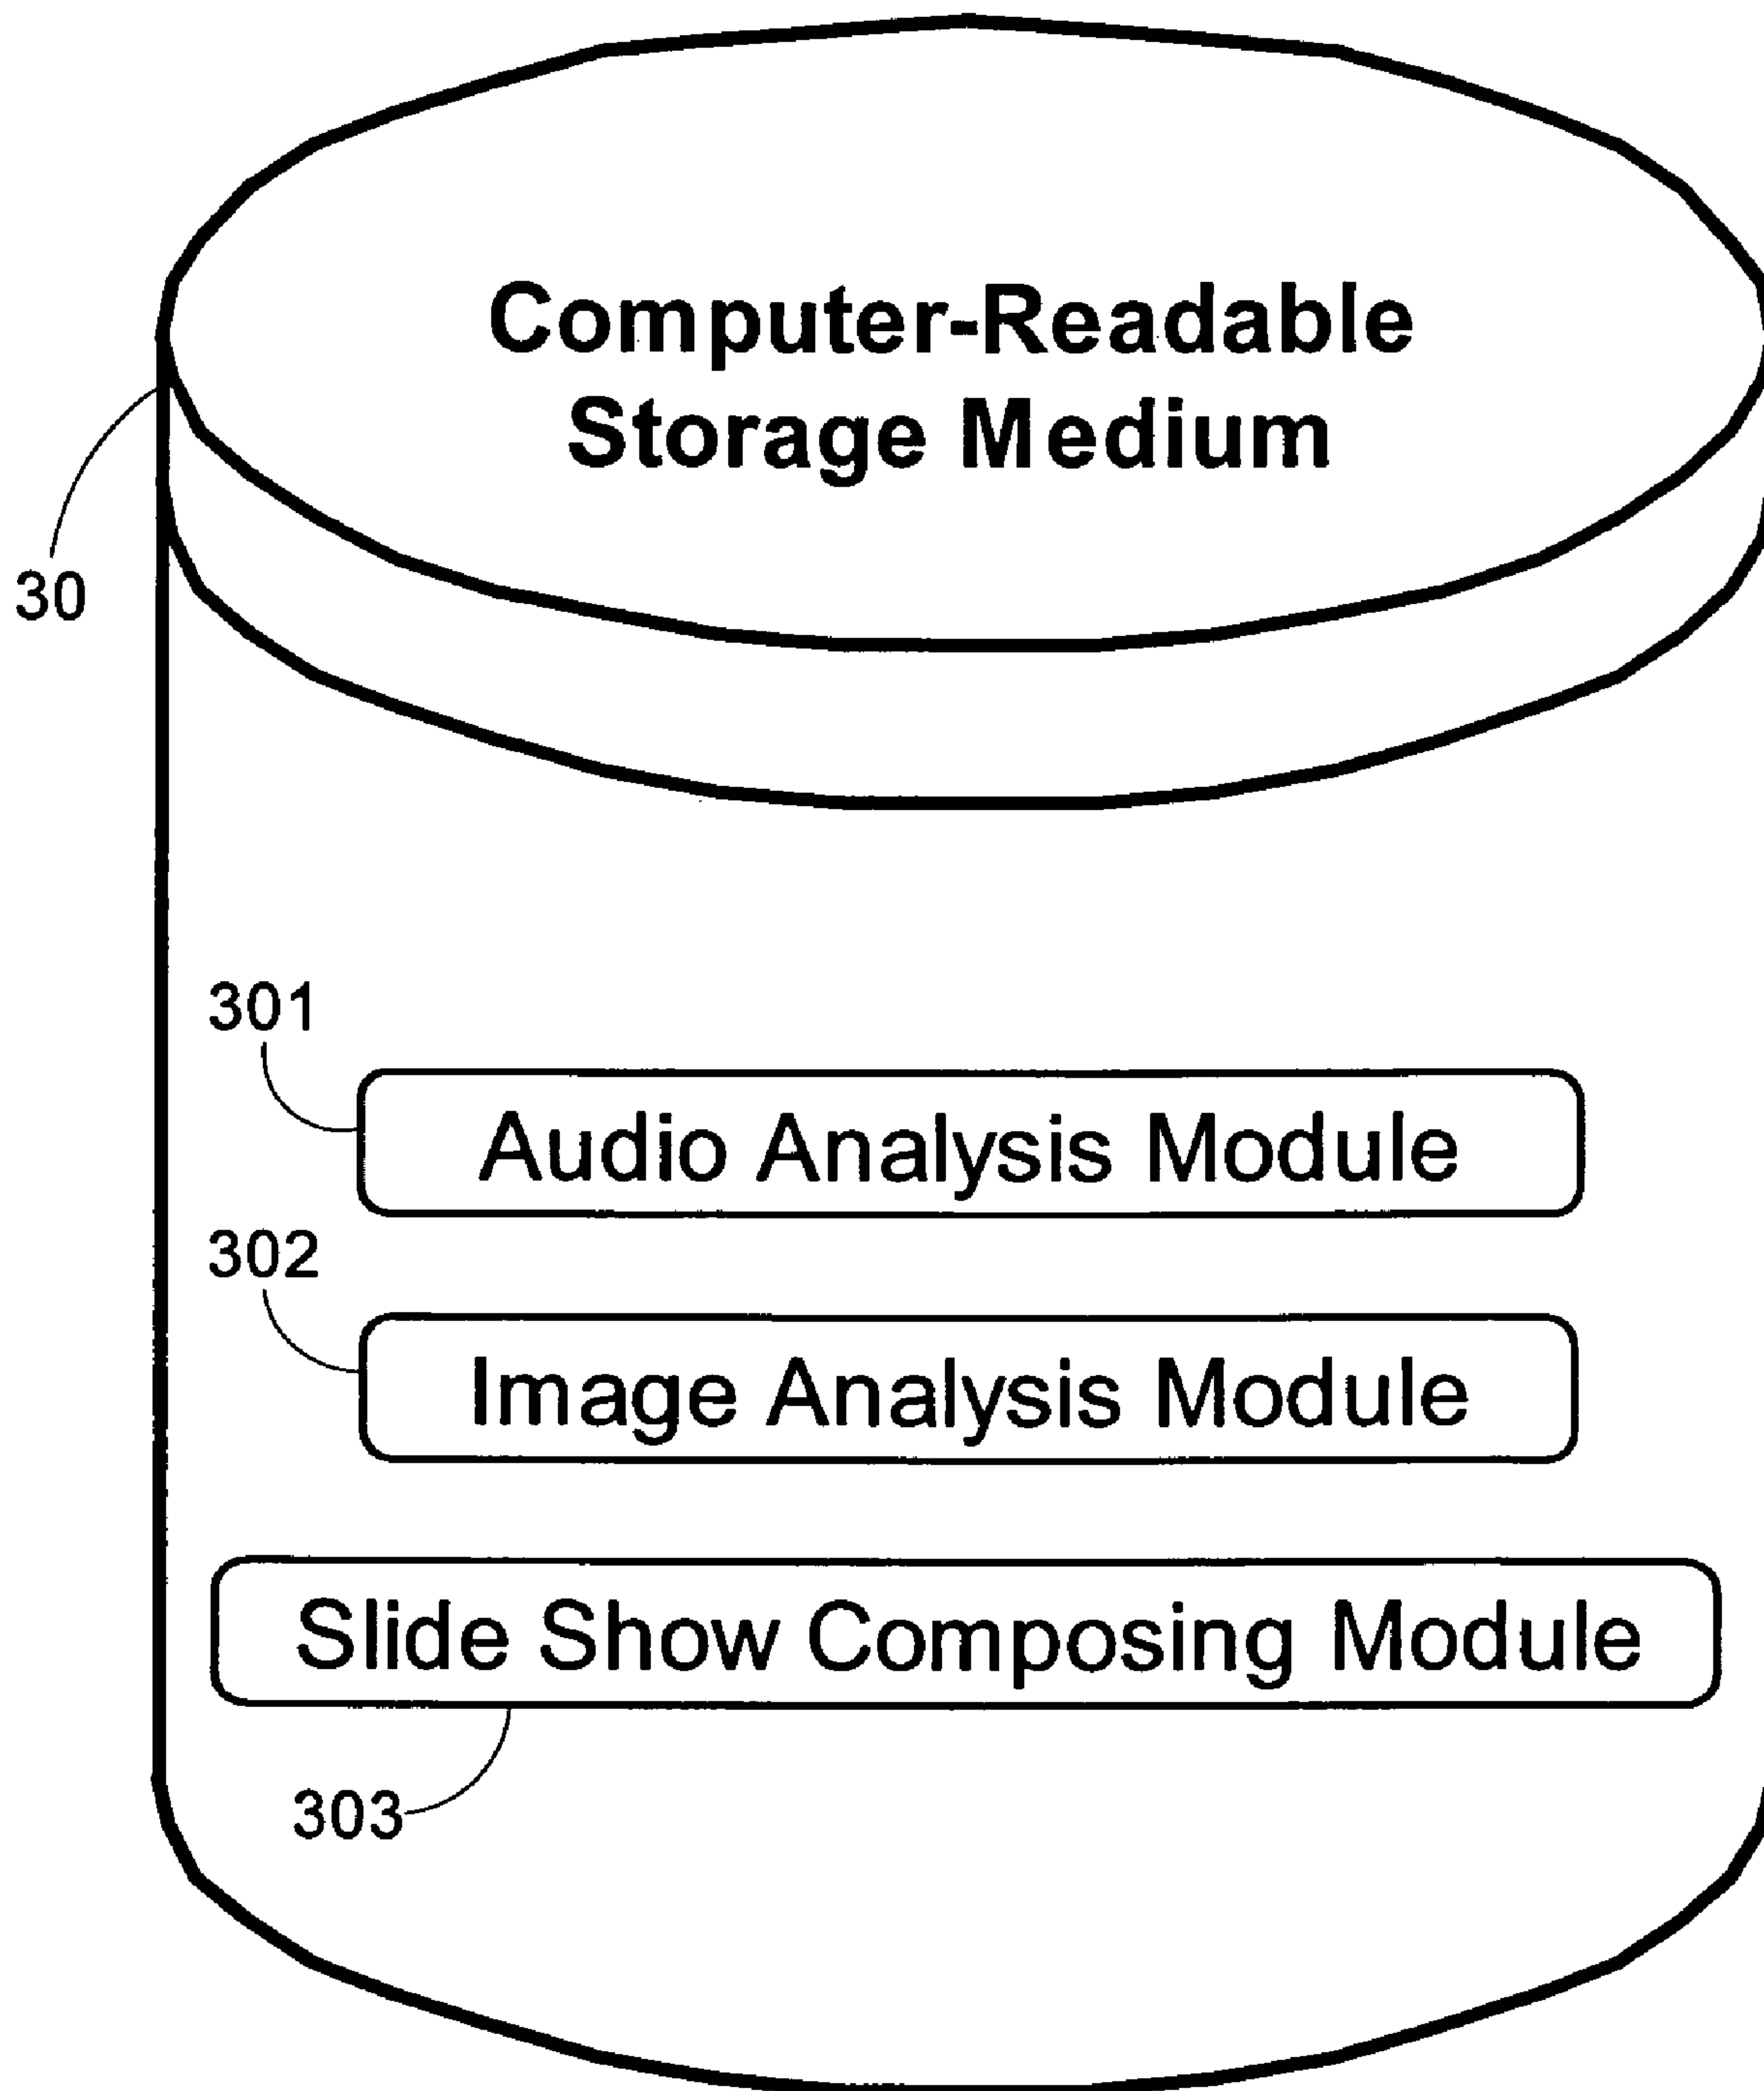 Computer-Readable
Storage Medium
30
301
Audio Analysis Module
302
Image Analysis Module
Slide Show Composing Module
303